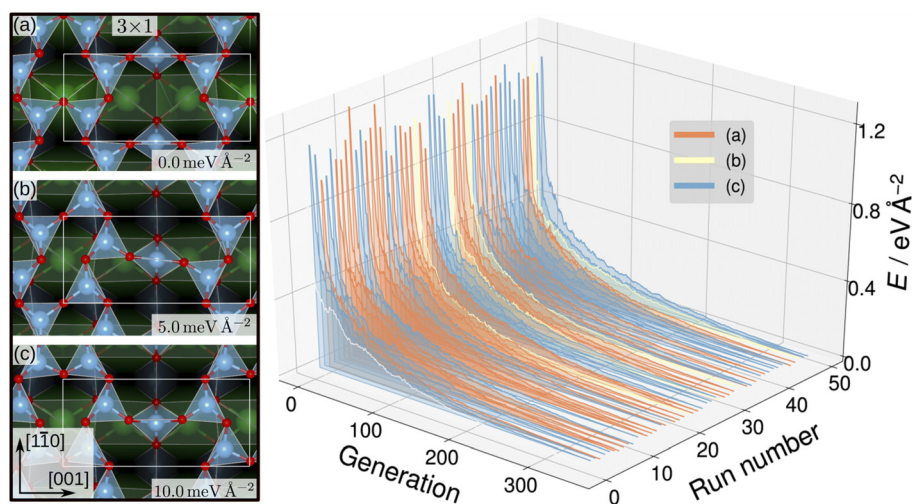 (a)
3×1
0.0 meV Å⁻²
(b)
5.0 meV Å⁻²
(c)
[11̄0]
[001]
10.0 meV Å⁻²
(a)
(b)
(c)
1.2
0.8
0.4
0.0
E / eV Å⁻²
0
100
200
300
Generation
0
10
20
30
40
50
Run number